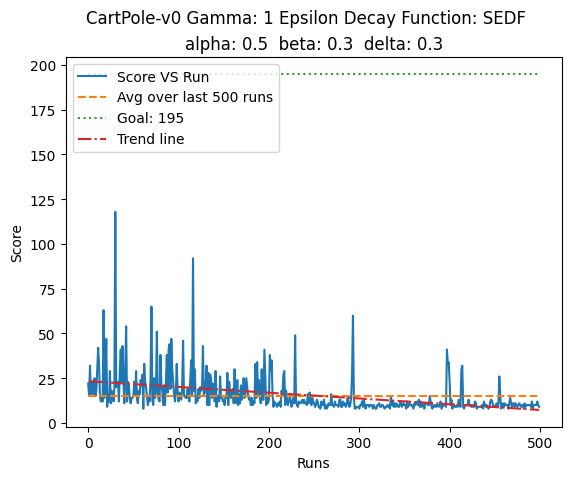 CartPole-v0 Gamma: 1 Epsilon Decay Function: SEDF
alpha: 0.5 beta: 0.3 delta: 0.3
200
175
150
125
100
75
50
25
0
Score
Score VS Run
Avg over last 500 runs
Goal: 195
Trend line
0 100 200 300 400 500
Runs